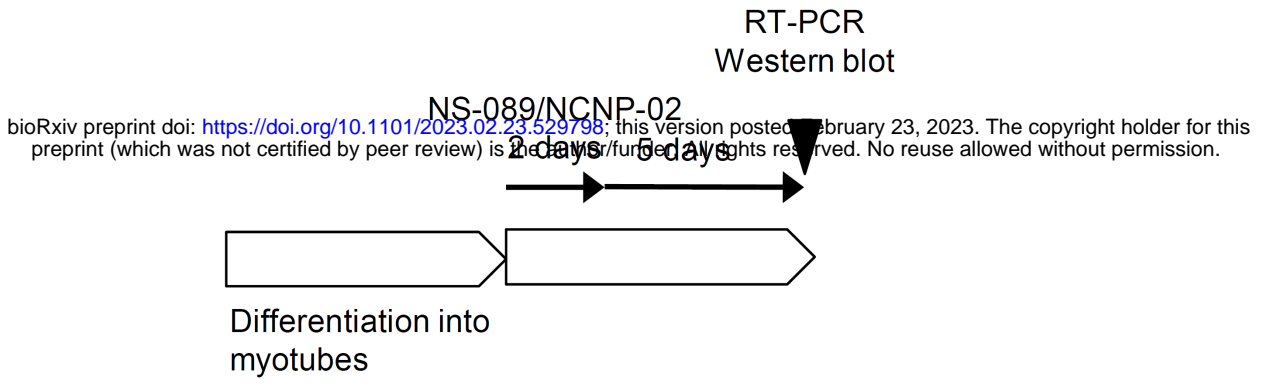 RT-PCR
Western blot
NS-089/NCNP-02
bioRxiv preprint doi: https://doi.org/10.1101/2023.02.23.529798; this version posted February 23, 2023. The copyright holder for this
preprint (which was not certified by peer review) is the author/funder. All rights reserved. No reuse allowed without permission.
2 days 5 days
Differentiation into
myotubes